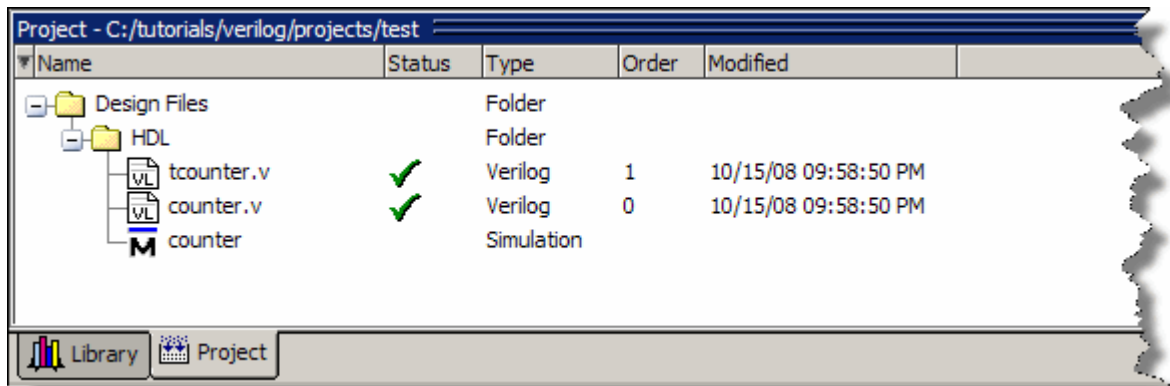 Project - C:/tutorials/verilog/projects/test
Name Status Type Order Modified
Design Files Folder
HDL Folder
VL tcounter.v Verilog 1 10/15/08 09:58:50 PM
VL counter.v Verilog 0 10/15/08 09:58:50 PM
M counter Simulation
Library Project